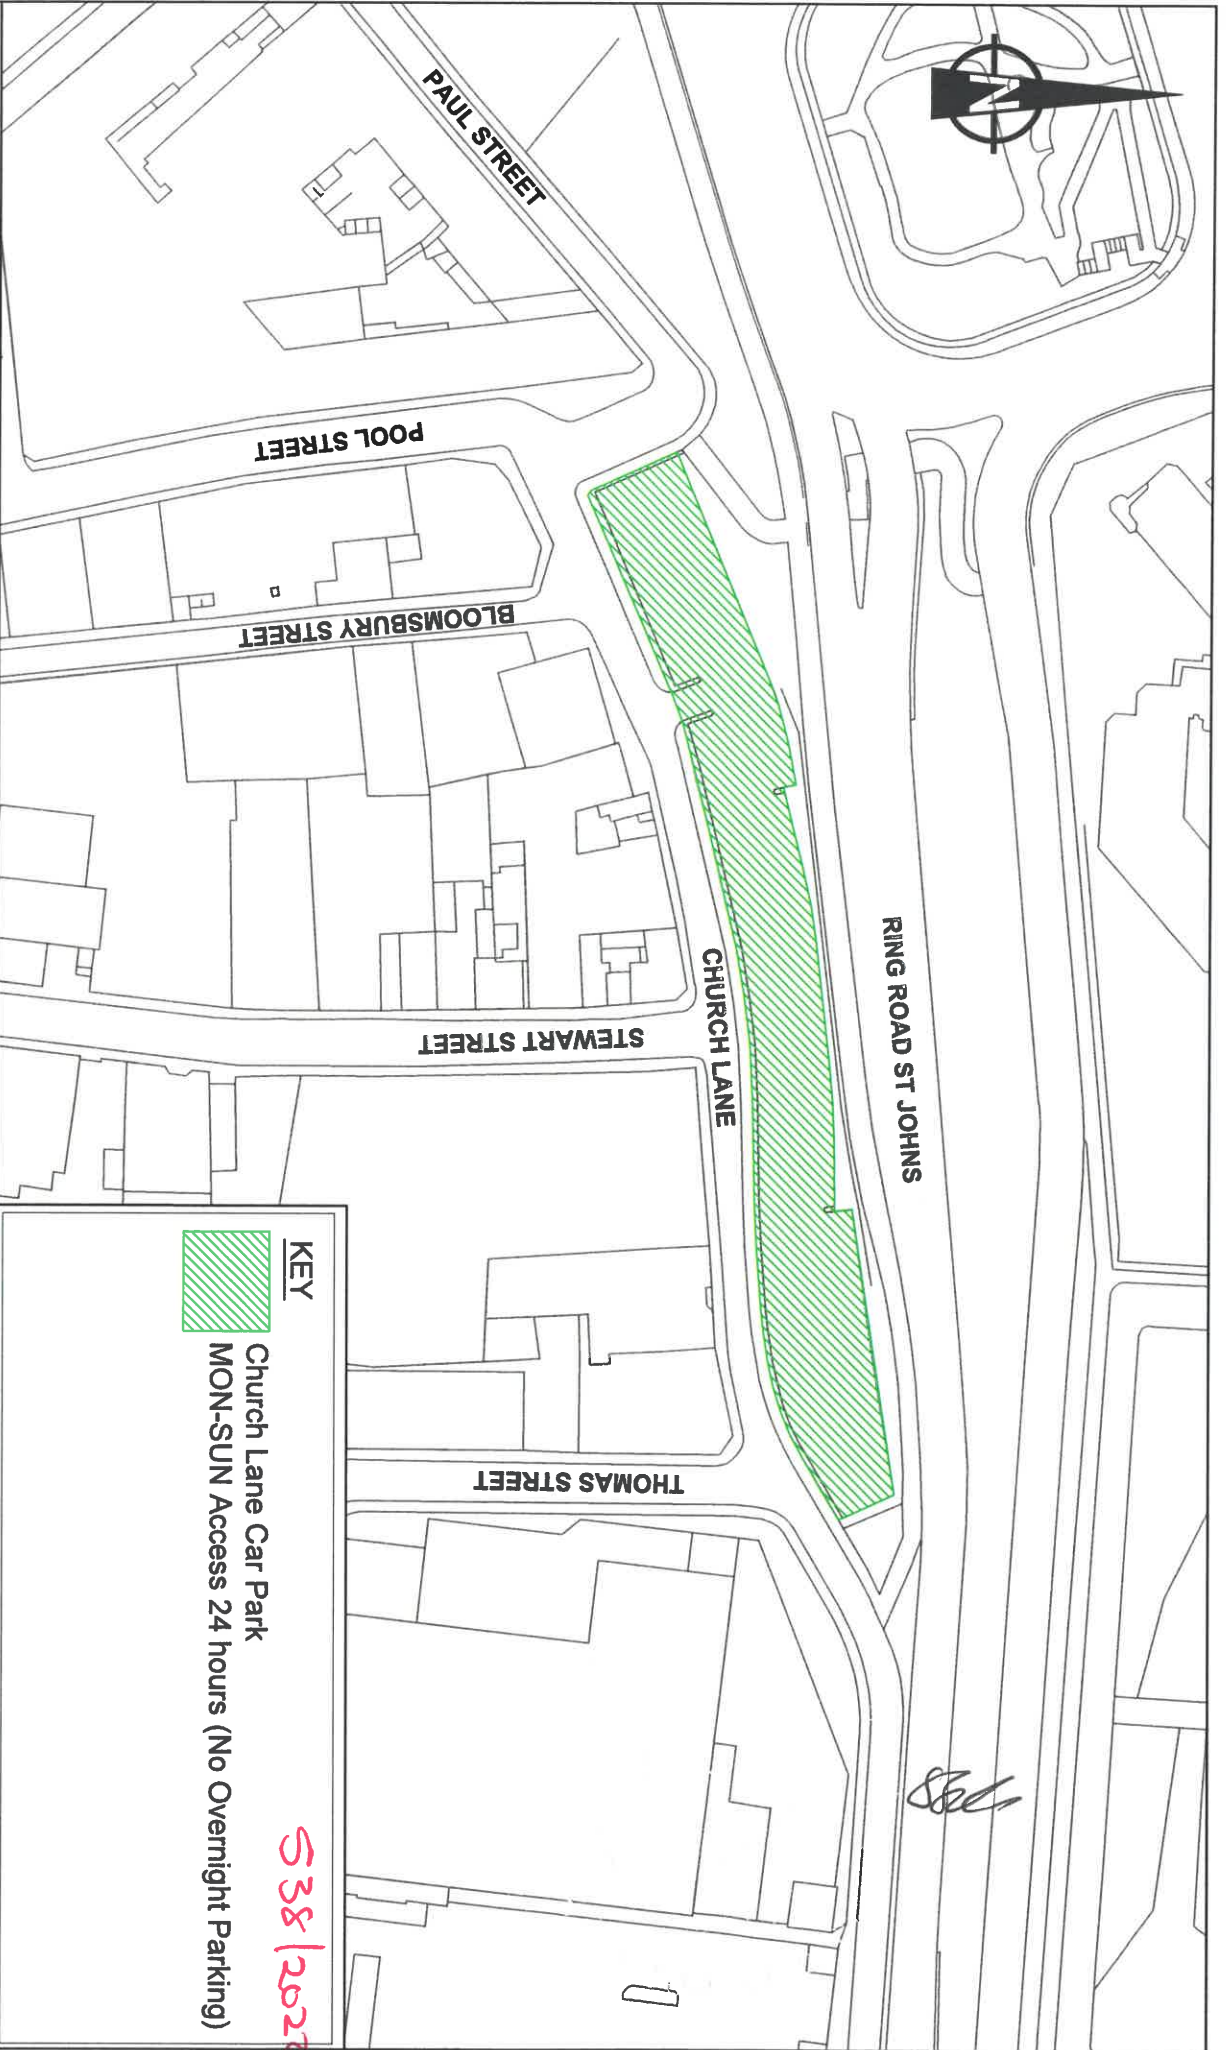 N
PAUL STREET
RING ROAD ST JOHNS
CHURCH LANE
POOL STREET
BLOOMSBURY STREET
STEWART STREET
THOMAS STREET
KEY
Church Lane Car Park
MON-SUN Access 24 hours (No Overnight Parking)